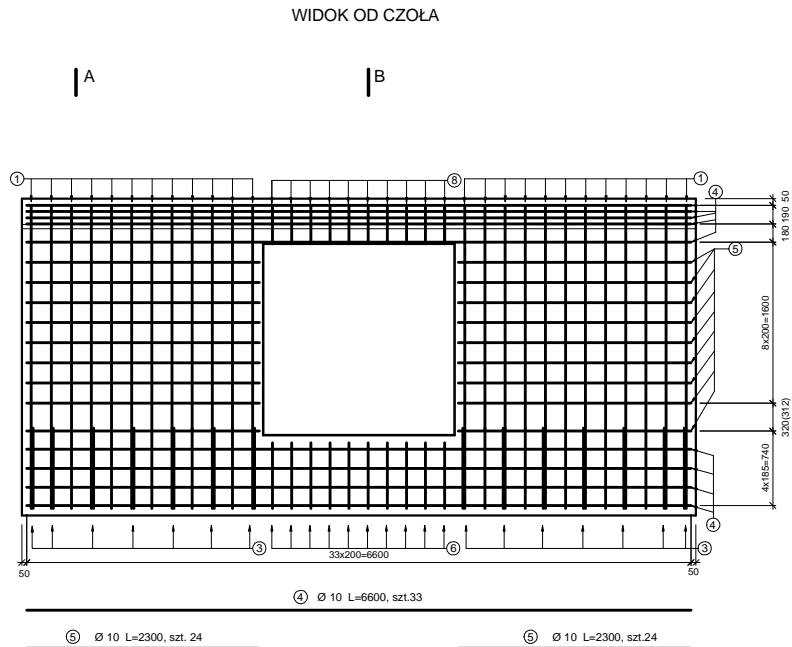 WIDOK OD CZOŁA
A
B
1
8
1
4
50
190
180
5
8x200=1600
320(312)
4x185=740
4
3
6
3
33x200=6600
50
50
4 Ø 10 L=6600, szt.33
5 Ø 10 L=2300, szt. 24
5 Ø 10 L=2300, szt.24